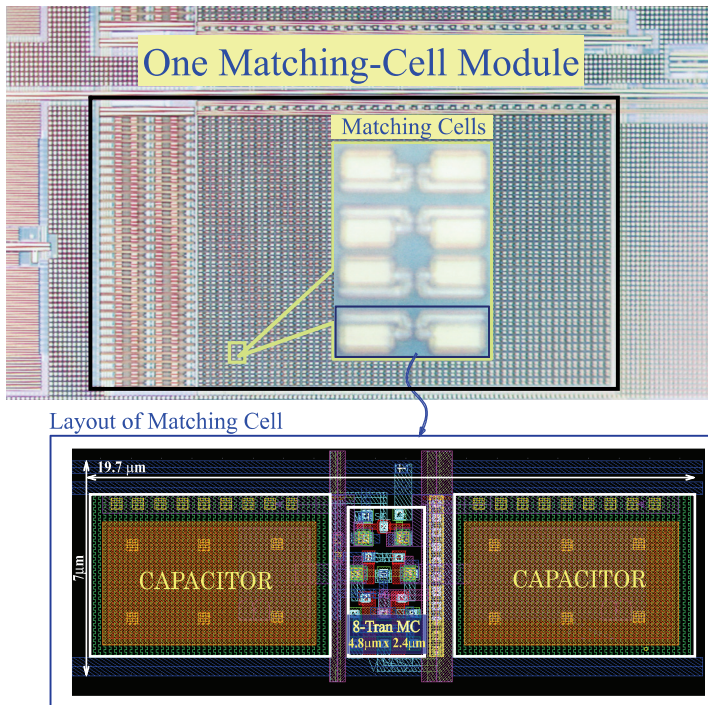 One Matching-Cell Module
Matching Cells
Layout of Matching Cell
19.7 μm
7μm
CAPACITOR
CAPACITOR
8-Tran MC
4.8μm x 2.4μm